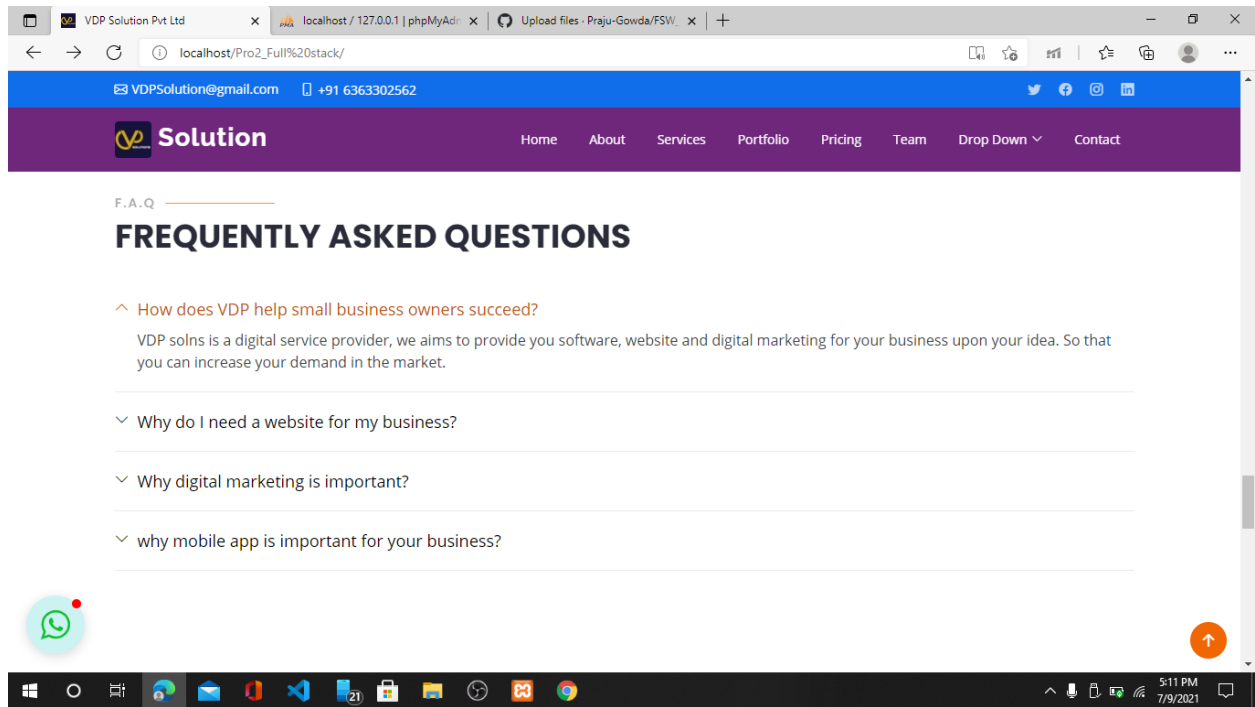 VDP Solution Pvt Ltd
localhost / 127.0.0.1 | phpMyAdm
Upload files · Praju-Gowda/FSW_
localhost/Pro2_Full%20stack/
VDPSolution@gmail.com +91 6363302562
Solution
Home About Services Portfolio Pricing Team Drop Down Contact
F.A.Q
FREQUENTLY ASKED QUESTIONS
How does VDP help small business owners succeed?
VDP solns is a digital service provider, we aims to provide you software, website and digital marketing for your business upon your idea. So that
you can increase your demand in the market.
Why do I need a website for my business?
Why digital marketing is important?
why mobile app is important for your business?
21
5:11 PM
7/9/2021